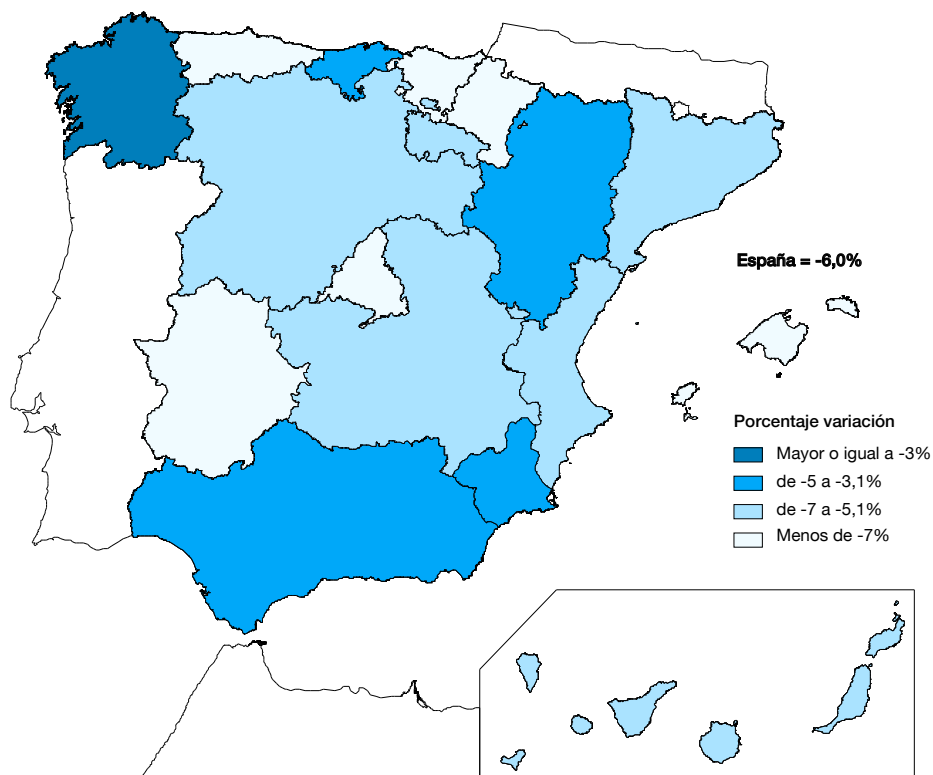 España = -6,0%
Porcentaje variación
Mayor o igual a -3%
de -5 a -3,1%
de -7 a -5,1%
Menos de -7%